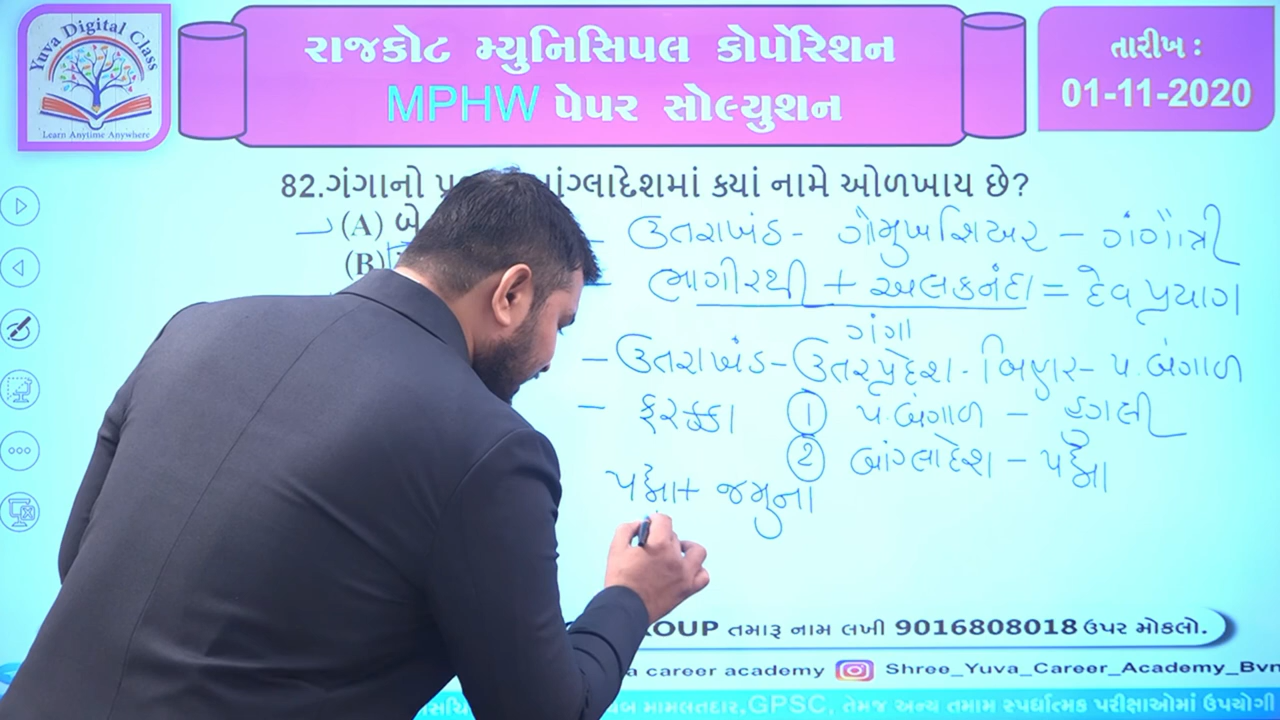 Yuva Digital Class
Learn Anytime Anywhere
રાજકોટ મ્યુનિસિપલ કોર્પોરેશન
MPHW પેપર સોલ્યુશન
તારીખ :
01-11-2020
82.ગંગાનો બાંગ્લાદેશમાં ક્યાં નામે ઓળખાય છે?
(A)
(B)
– ઉતરાખંડ – ગૌમુખશિખર – ગંગૌત્રી
– ભાગીરથી + અલકનંદા = દેવપ્રયાગ
ગંગા
– ઉતરાખંડ – ઉતરપ્રદેશ - બિહાર – પ.બંગાળ
– ફરક્કા ① પ.બંગાળ – હુગલી
② બાંગ્લાદેશ – પદ્મા
પદ્મા + જમુના
તમારૂ નામ લખી 9016808018 ઉપર મોકલો.
career academy Shree_Yuva_Career_Academy_Bvn
મામલતદાર,GPSC, તેમજ અન્ય તમામ સ્પર્ધાત્મક પરીક્ષાઓમાં ઉપયોગી